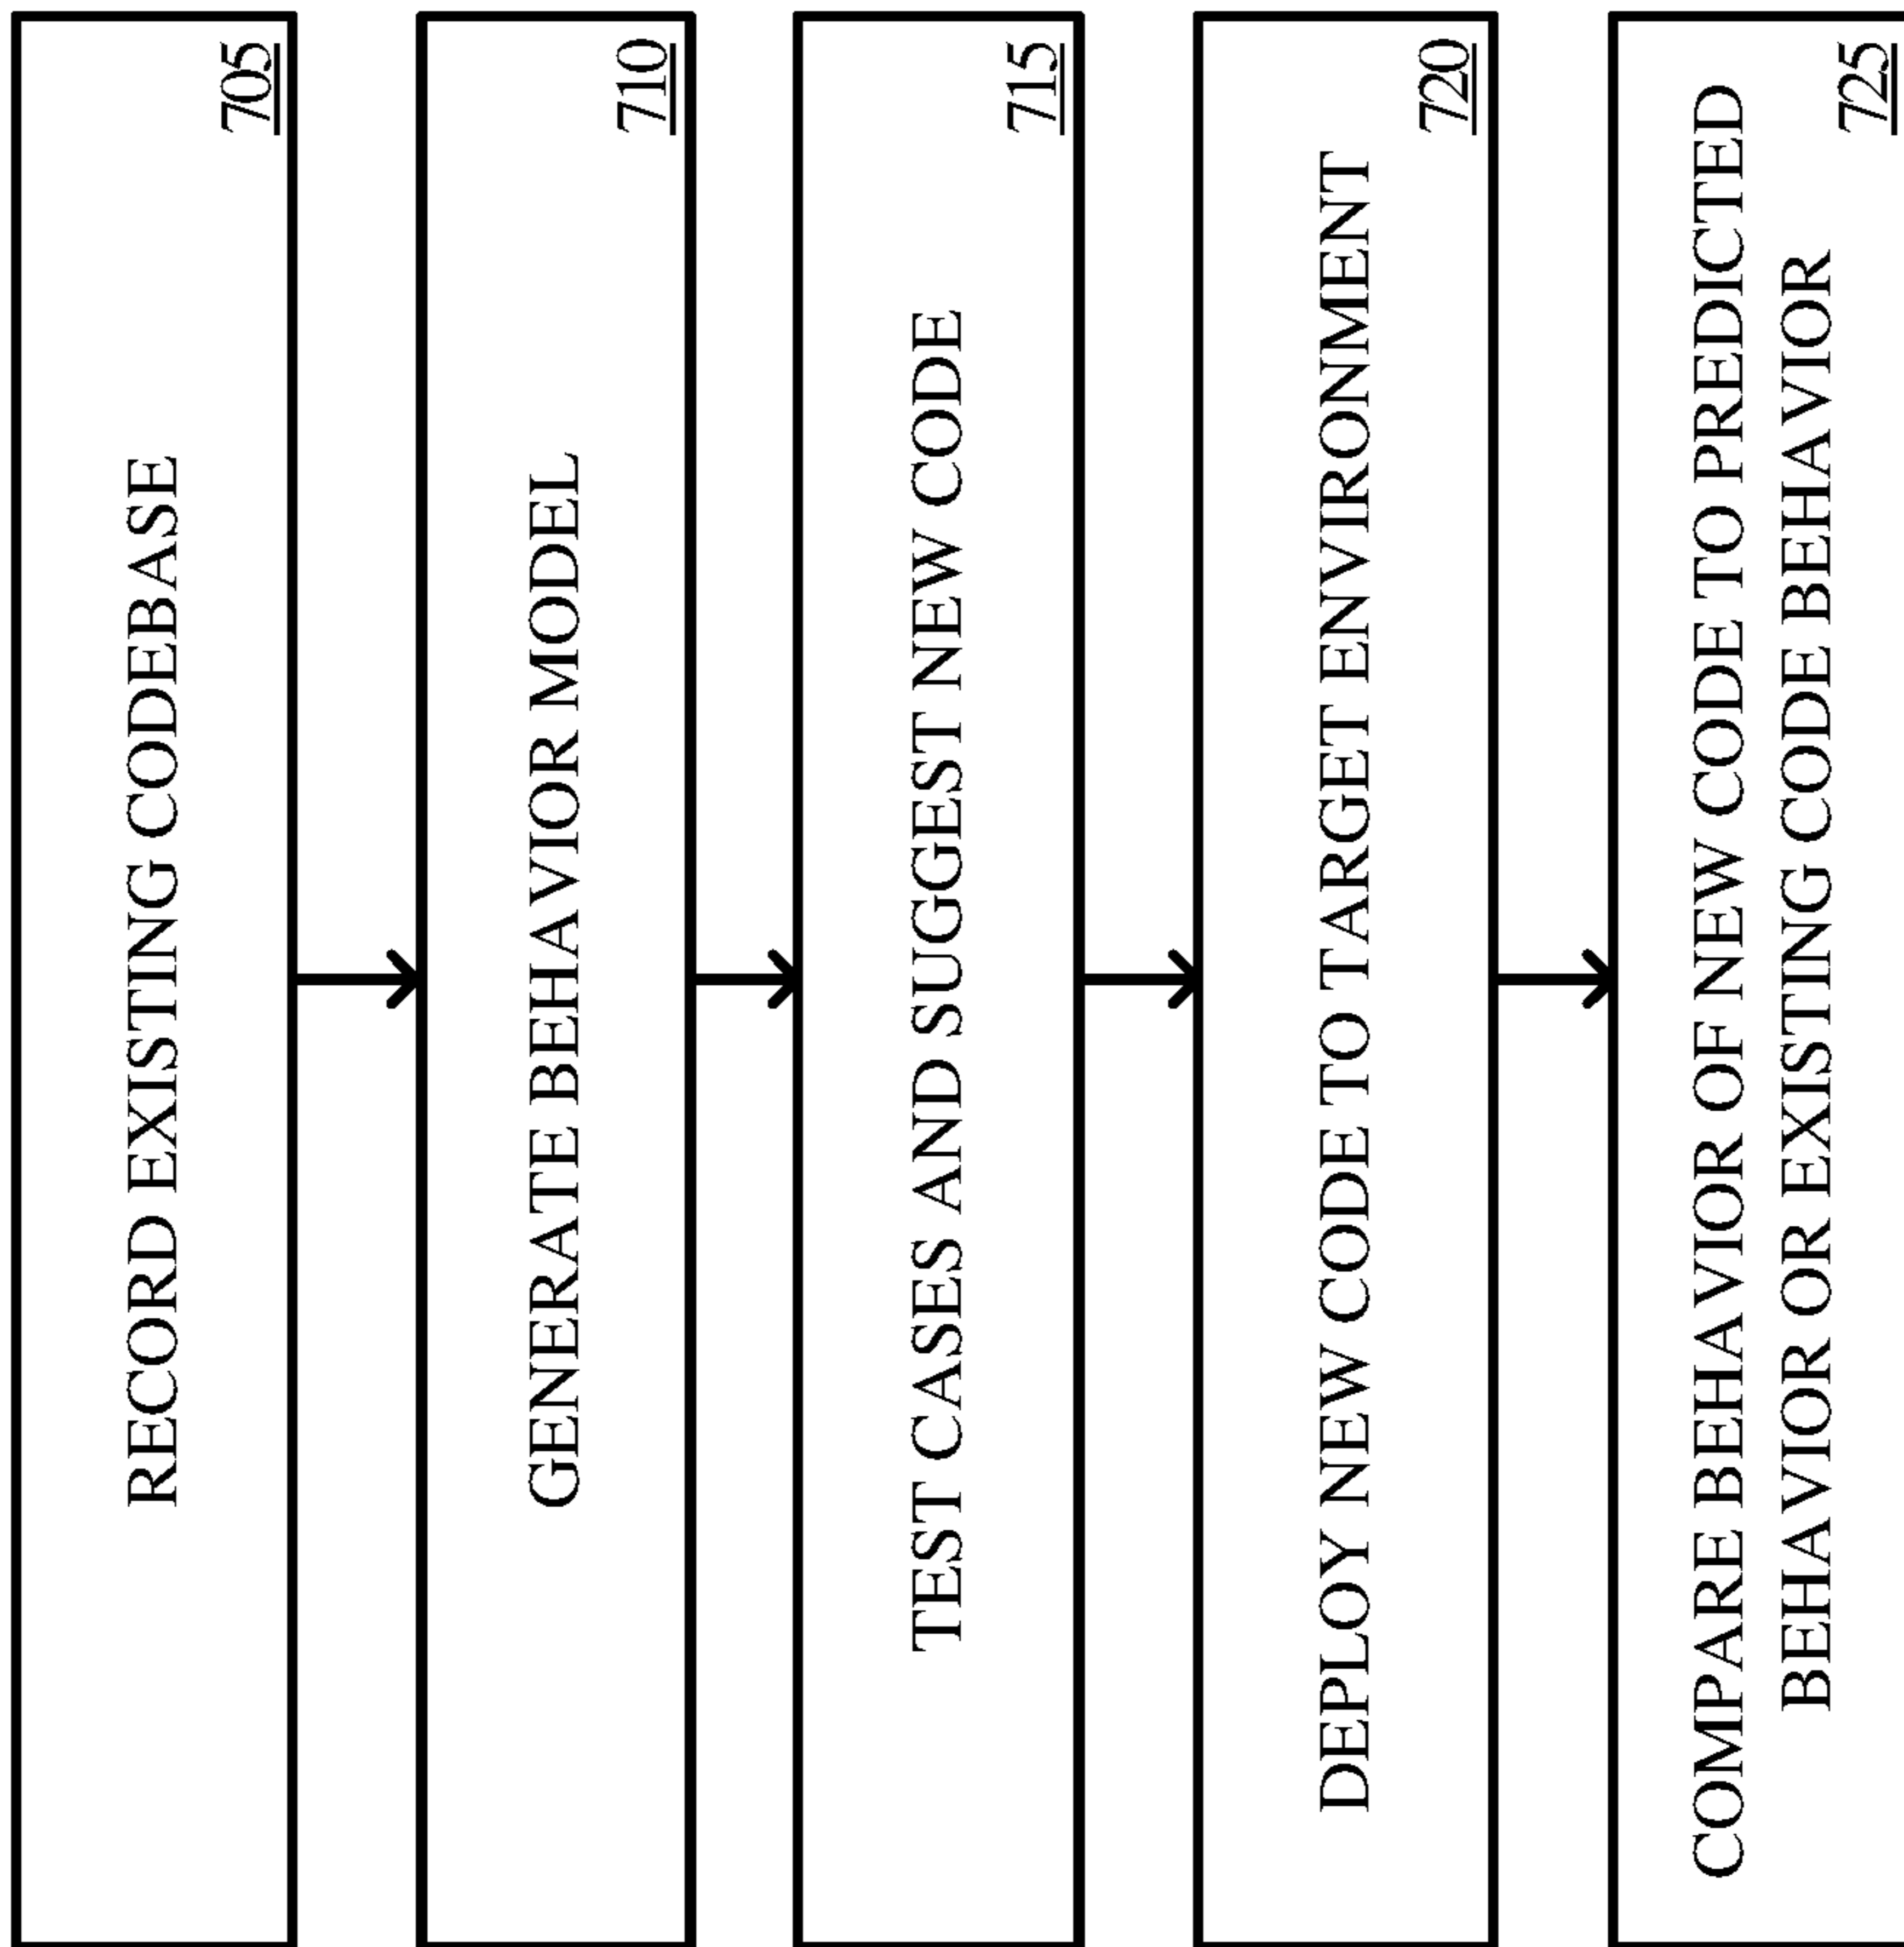 RECORD EXISTING CODEBASE
705
GENERATE BEHAVIOR MODEL
710
TEST CASES AND SUGGEST NEW CODE
715
DEPLOY NEW CODE TO TARGET ENVIRONMENT
720
COMPARE BEHAVIOR OF NEW CODE TO PREDICTED
BEHAVIOR OR EXISTING CODE BEHAVIOR
725